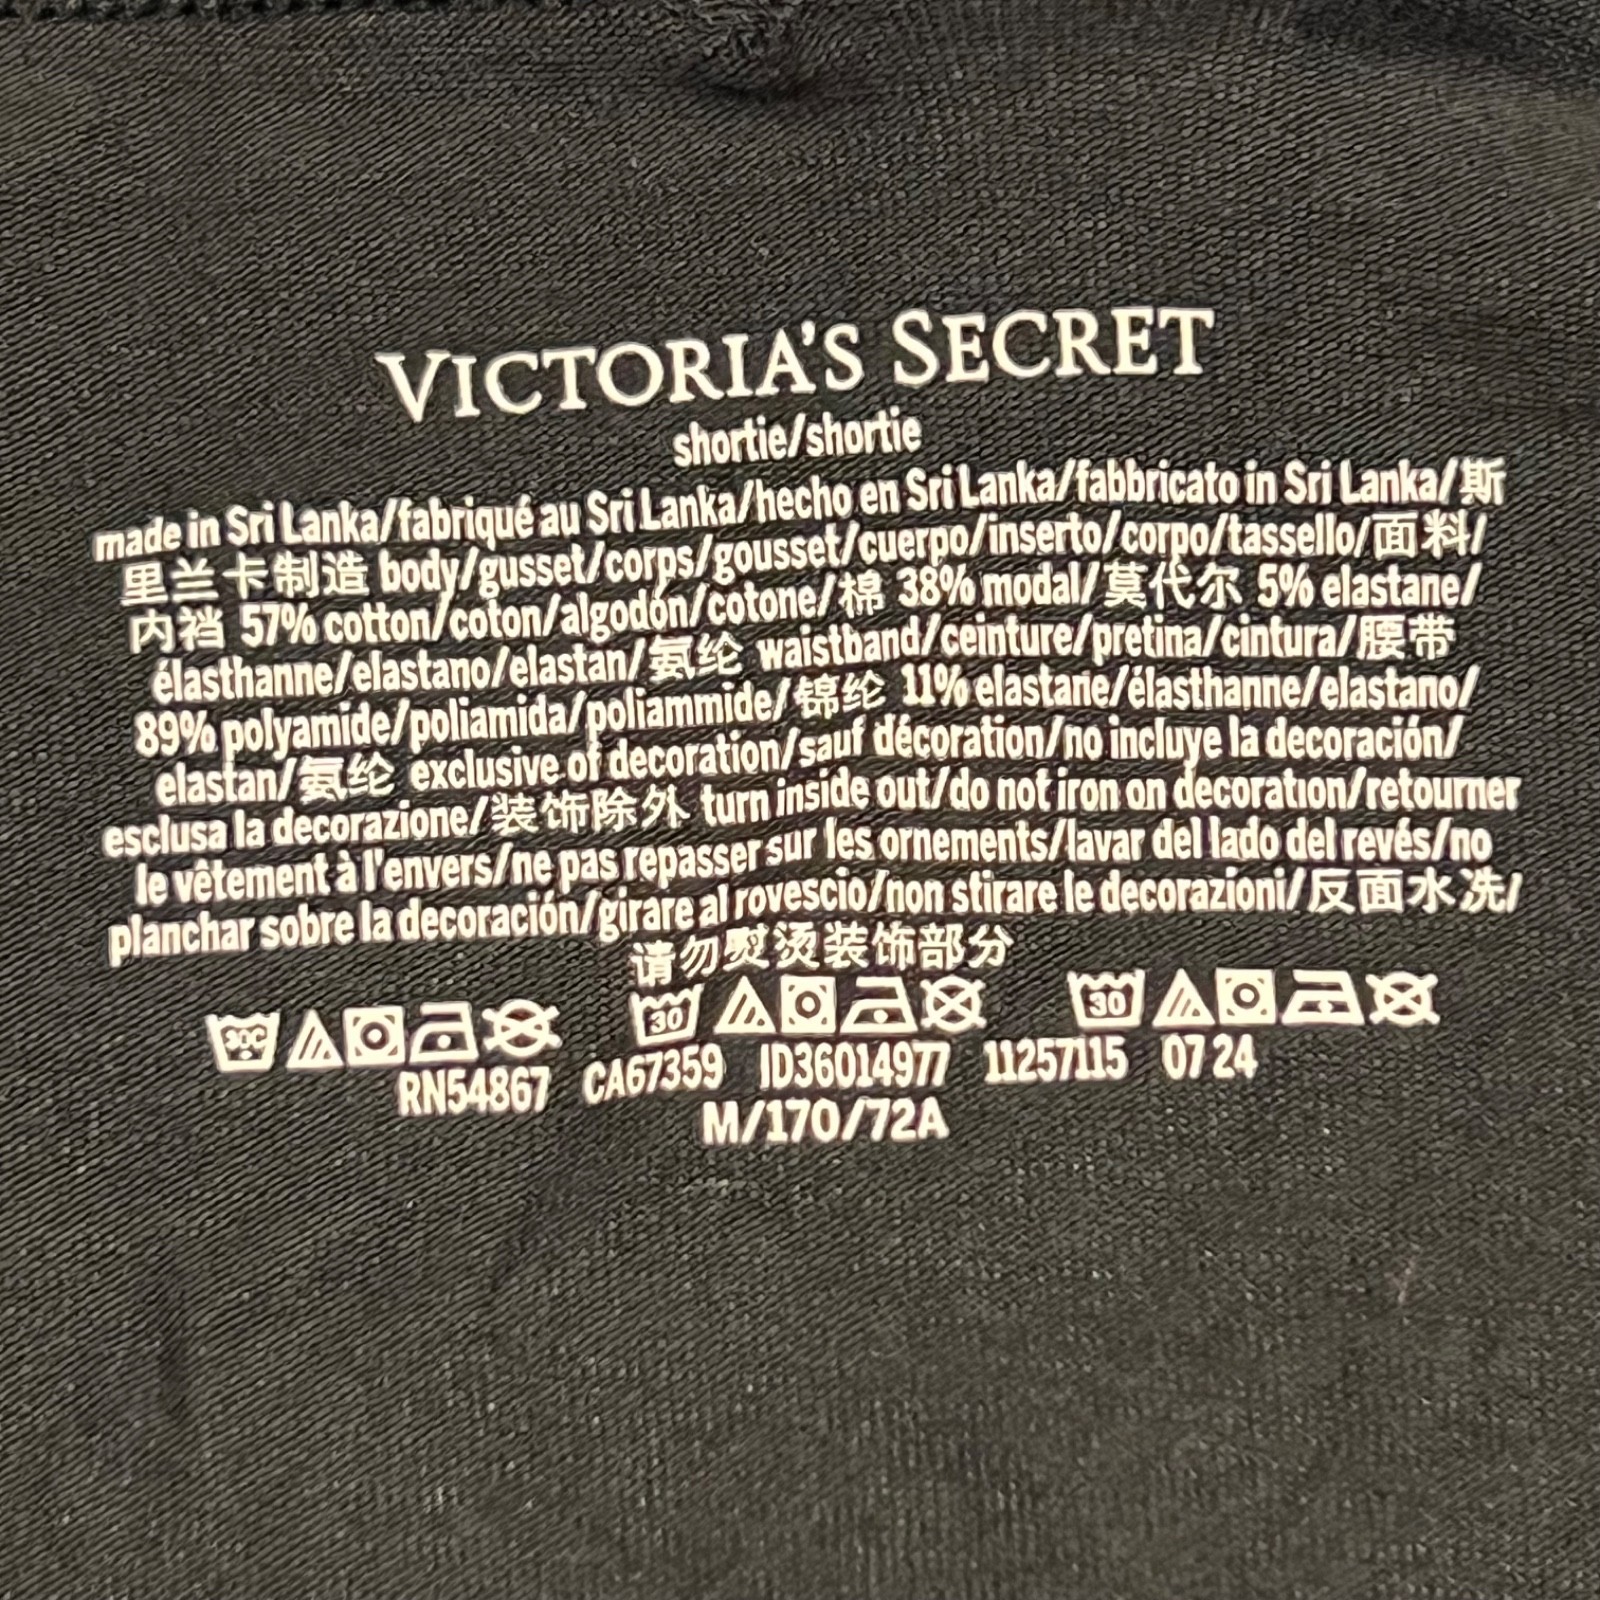 VICTORIA'S SECRET
shortie/shortie
made in Sri Lanka/fabriqué au Sri Lanka/hecho en Sri Lanka/fabbricato in Sri Lanka/斯
里兰卡制造 body/gusset/corps/gousset/cuerpo/inserto/corpo/tassello/面料/
内裆 57% cotton/coton/algodón/cotone/棉 38% modal/莫代尔 5% elastane/
élasthanne/elastano/elastan/氨纶 waistband/ceinture/pretina/cintura/腰带
89% polyamide/poliamida/poliammide/锦纶 11% elastane/élasthanne/elastano/
elastan/氨纶 exclusive of decoration/sauf décoration/no incluye la decoración/
esclusa la decorazione/装饰除外 turn inside out/do not iron on decoration/retourner
le vêtement à l'envers/ne pas repasser sur les ornements/lavar del lado del revés/no
planchar sobre la decoración/girare al rovescio/non stirare le decorazioni/反面水洗/
请勿熨烫装饰部分
30C 30 30
RN54867 CA67359 ID36014977 11257115 07 24
M/170/72A